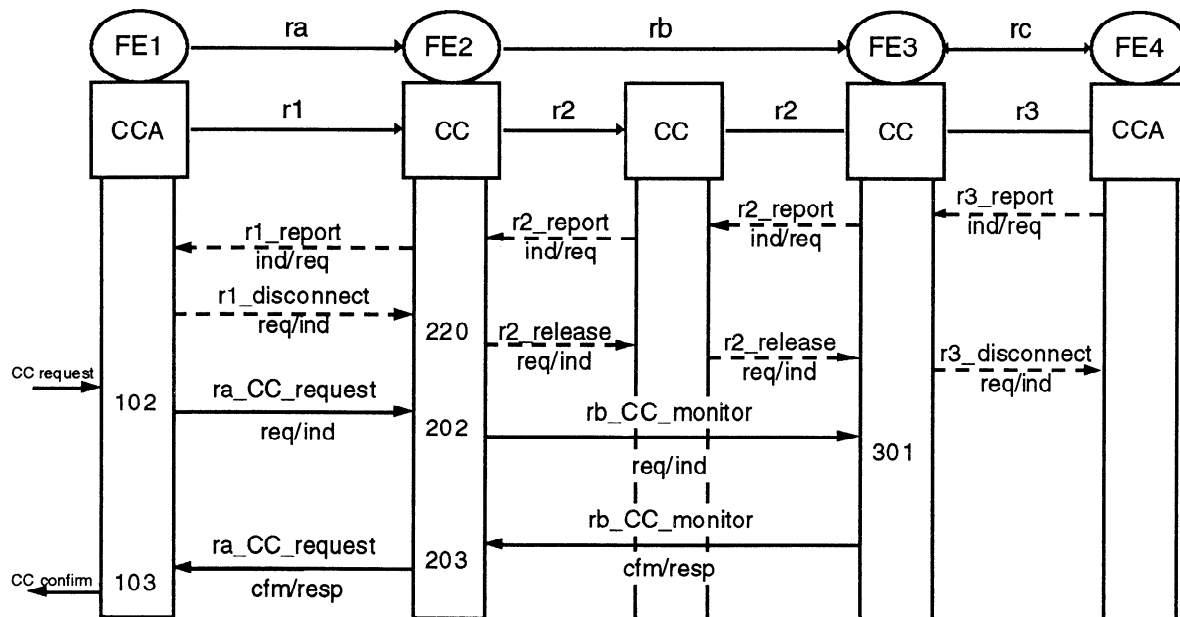 FE1 ra FE2 rb FE3 rc FE4
CCA r1 CC r2 CC r2 CC r3 CCA
r3_report
ind/req
r2_report
ind/req
r2_report
ind/req
r1_report
ind/req
r1_disconnect
req/ind
220
r2_release
req/ind
r2_release
req/ind
r3_disconnect
req/ind
CC request
102
ra_CC_request
req/ind
202
rb_CC_monitor
req/ind
301
rb_CC_monitor
cfm/resp
203
ra_CC_request
cfm/resp
103
CC confirm